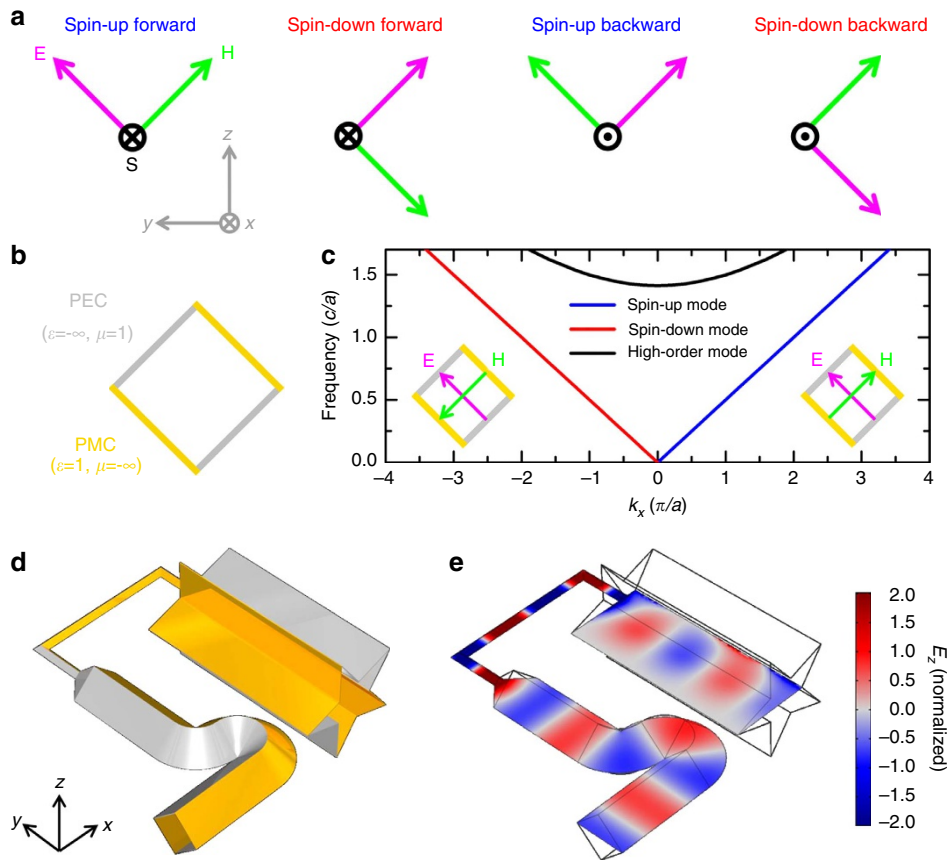 a
Spin-up forward
Spin-down forward
Spin-up backward
Spin-down backward
E
H
S
z
y
x
b
PEC
(ε=-∞, μ=1)
PMC
(ε=1, μ=-∞)
c
Frequency (c/a)
1.5
1.0
0.5
0.0
Spin-up mode
Spin-down mode
High-order mode
E
H
E
H
−4
−3
−2
−1
0
1
2
3
4
kx (π/a)
d
z
y
x
e
2.0
1.5
1.0
0.5
0.0
−0.5
−1.0
−1.5
−2.0
Ez (normalized)